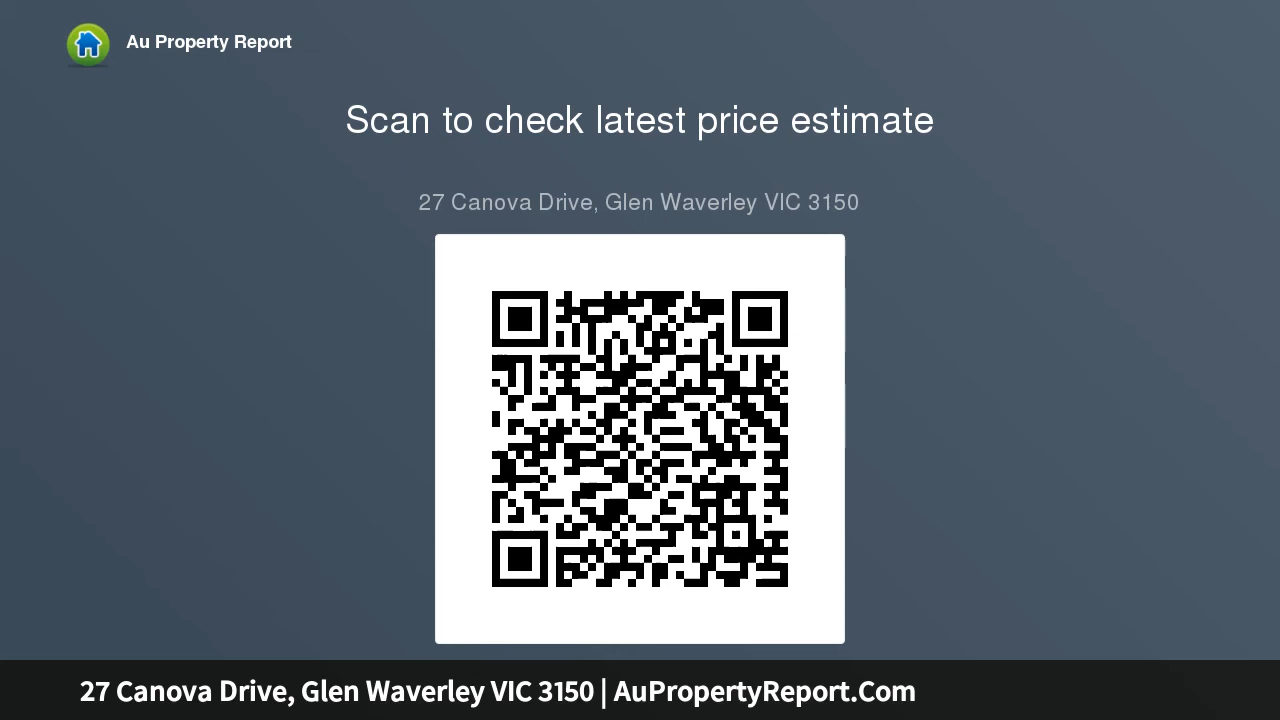 Au Property Report
Scan to check latest price estimate
27 Canova Drive, Glen Waverley VIC 3150
27 Canova Drive, Glen Waverley VIC 3150 | AuPropertyReport.Com